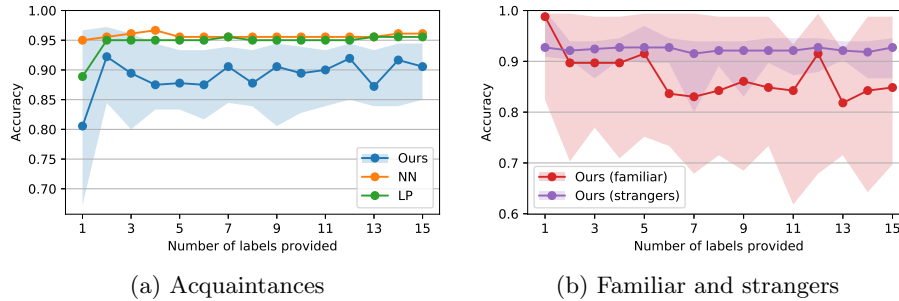 1.00
0.95
0.90
0.85
0.80
0.75
0.70
Accuracy
1 3 5 7 9 11 13 15
Number of labels provided
Ours
NN
LP
(a) Acquaintances
1.0
0.9
0.8
0.7
0.6
Accuracy
1 3 5 7 9 11 13 15
Number of labels provided
Ours (familiar)
Ours (strangers)
(b) Familiar and strangers